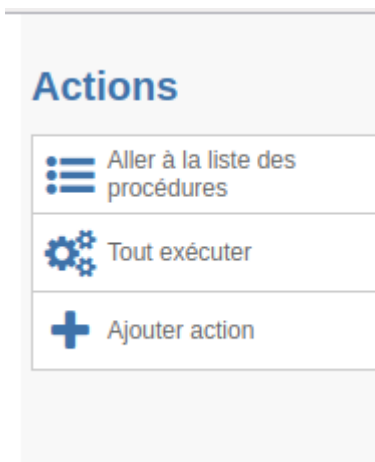 Actions
Aller à la liste des
procédures
Tout exécuter
Ajouter action